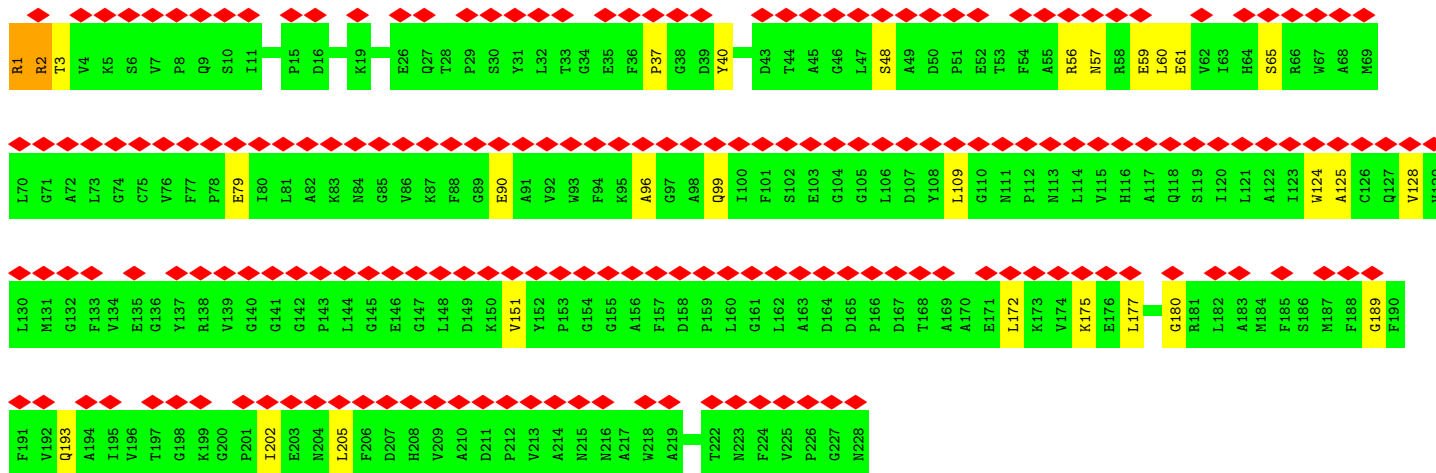 R1 R2 T3 V4 K5 S6 V7 P8 Q9 S10 I11 P15 D16 K19 E26 Q27 T28 P29 S30 Y31 L32 T33 G34 E35 F36 P37 G38 D39 Y40 D43 T44 A45 G46 L47 S48 A49 D50 P51 E52 T53 F54 A55 R56 N57 R58 E59 L60 E61 V62 I63 H64 S65 R66 W67 A68 M69
L70 G71 A72 L73 G74 C75 V76 F77 P78 E79 I80 L81 A82 K83 N84 G85 V86 K87 F88 G89 E90 A91 V92 W93 F94 K95 A96 G97 A98 Q99 I100 F101 S102 E103 G104 G105 L106 D107 Y108 L109 G110 N111 P112 N113 L114 V115 H116 A117 Q118 S119 I120 L121 A122 I123 W124 A125 C126 Q127 V128
L130 M131 G132 F133 V134 E135 G136 Y137 R138 V139 G140 G141 G142 P143 L144 G145 E146 G147 L148 D149 K150 V151 Y152 P153 G154 G155 A156 F157 D158 P159 L160 G161 L162 A163 D164 D165 P166 D167 T168 A169 A170 E171 L172 K173 V174 K175 E176 L177 G180 R181 L182 A183 M184 F185 S186 M187 F188 G189 F190
F191 V192 Q193 A194 I195 V196 T197 G198 K199 G200 P201 I202 E203 N204 L205 F206 D207 H208 V209 A210 D211 P212 V213 A214 N215 N216 A217 W218 A219 T222 N223 F224 V225 P226 G227 N228